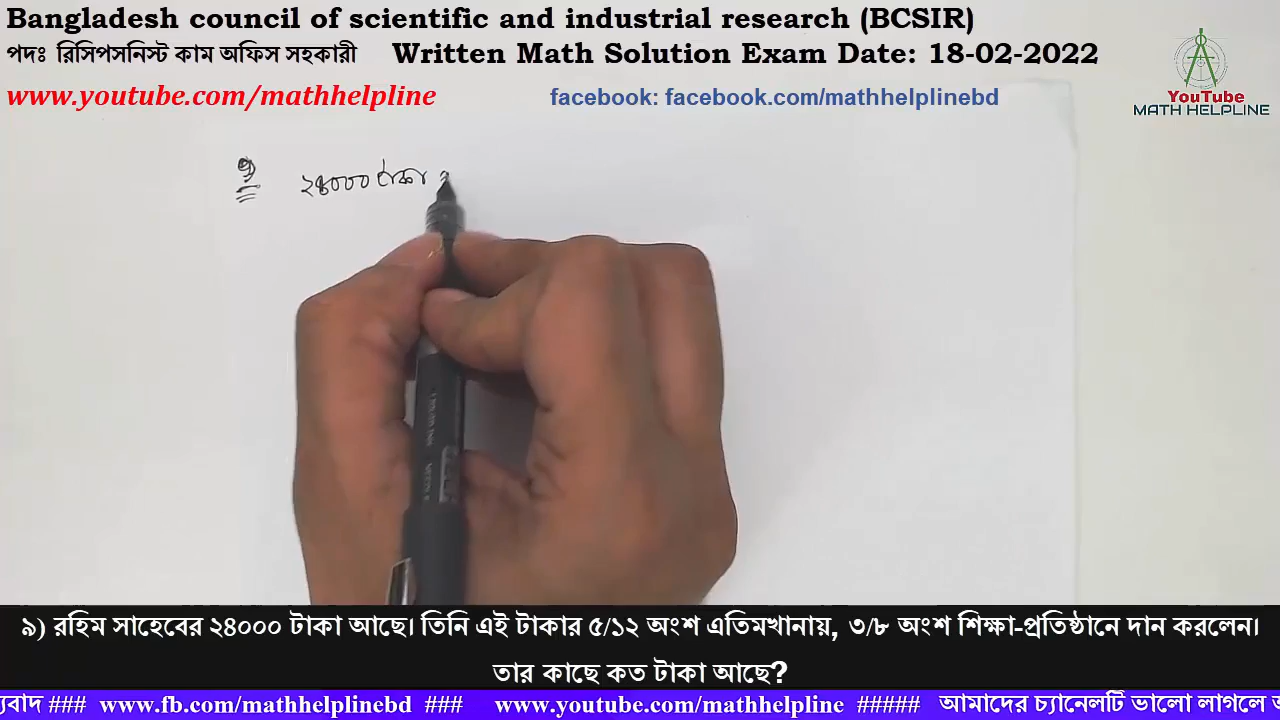 Bangladesh council of scientific and industrial research (BCSIR)
পদঃ রিসিপসনিস্ট কাম অফিস সহকারী Written Math Solution Exam Date: 18-02-2022
www.youtube.com/mathhelpline facebook: facebook.com/mathhelplinebd
YouTube
MATH HELPLINE
৯ ২৪০০০ টাকা
৯) রহিম সাহেবের ২৪০০০ টাকা আছে। তিনি এই টাকার ৫/১২ অংশ এতিমখানায়, ৩/৮ অংশ শিক্ষা-প্রতিষ্ঠানে দান করলেন।
তার কাছে কত টাকা আছে?
### www.fb.com/mathhelplinebd ### www.youtube.com/mathhelpline ##### আমাদের চ্যানেলটি ভালো লাগলে